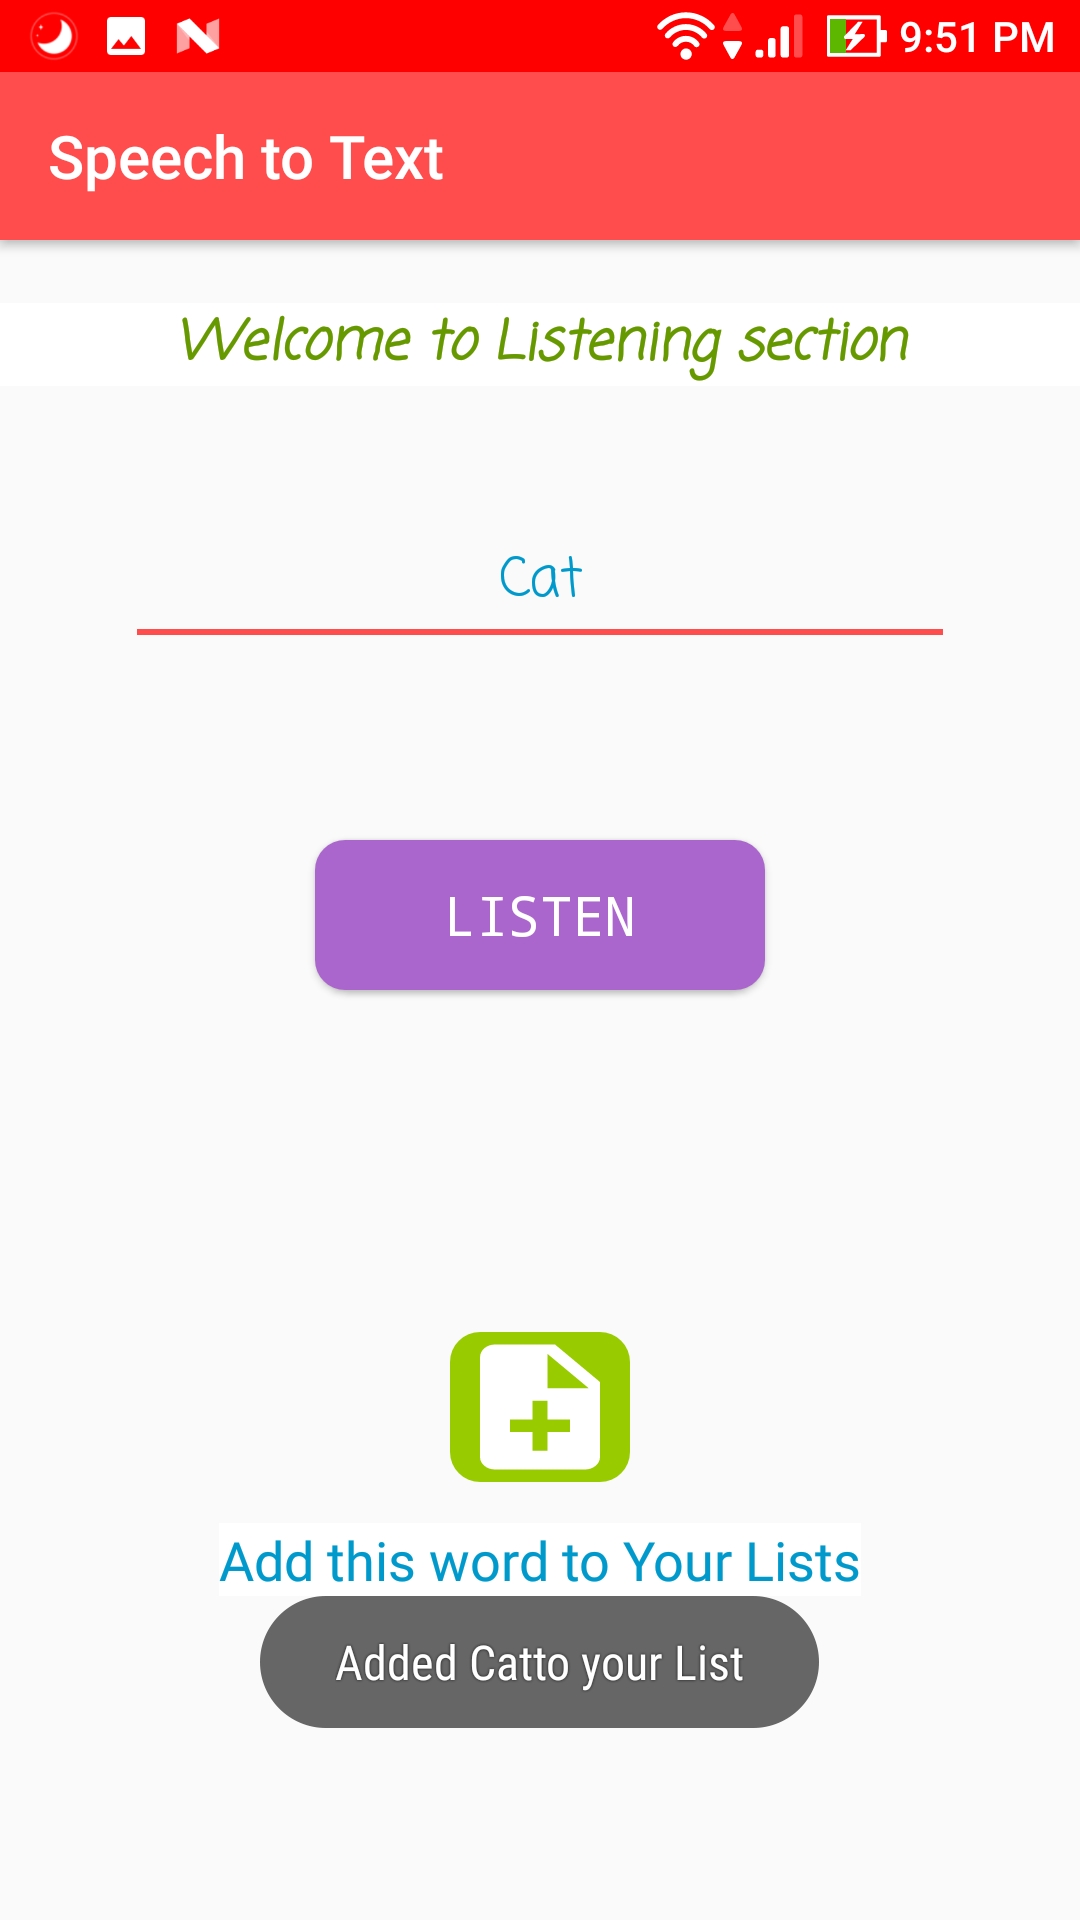 9:51 PM
Speech to Text
Welcome to Listening section
Cat
LISTEN
Add this word to Your Lists
Added Catto your List